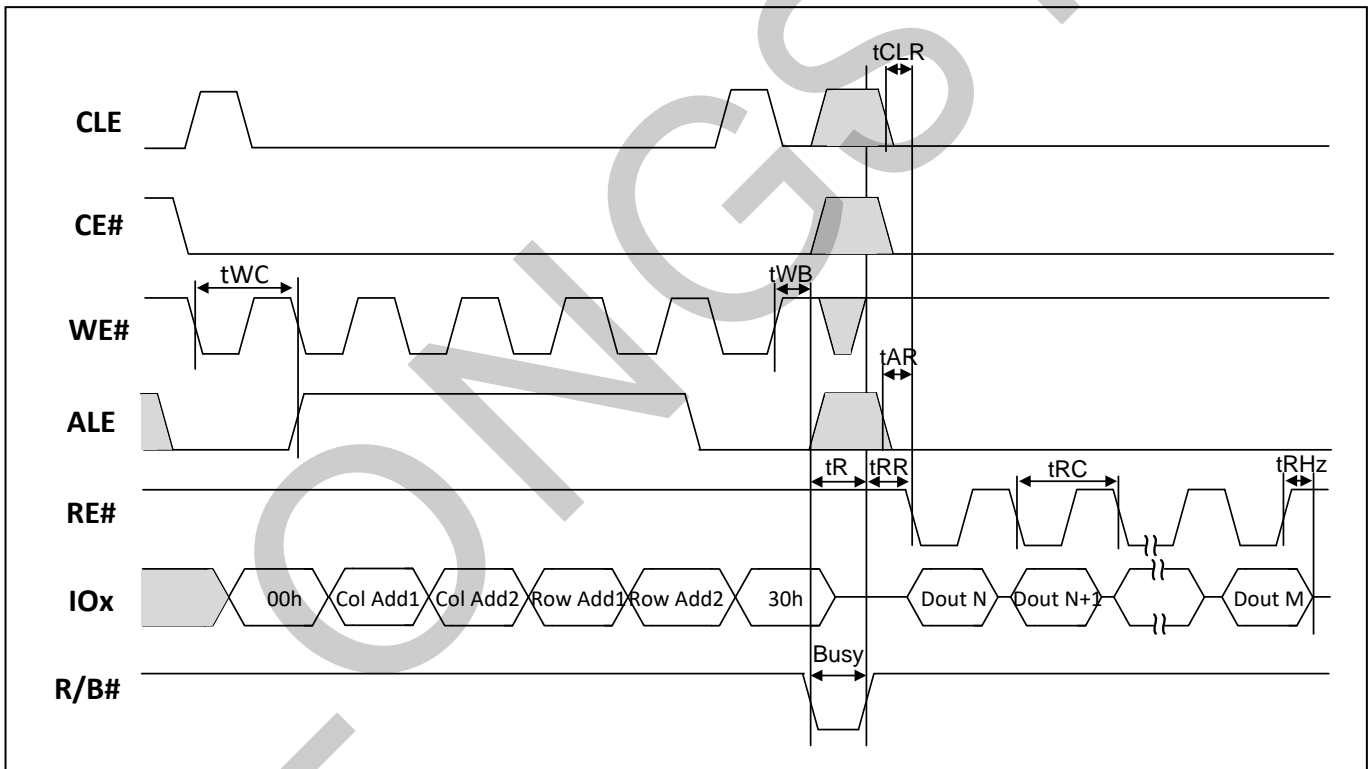 tCLR
CLE
CE#
tWC
tWB
WE#
tAR
ALE
tR
tRR
tRC
tRHz
RE#
IOx
00h
Col Add1
Col Add2
Row Add1
Row Add2
30h
Dout N
Dout N+1
Dout M
Busy
R/B#